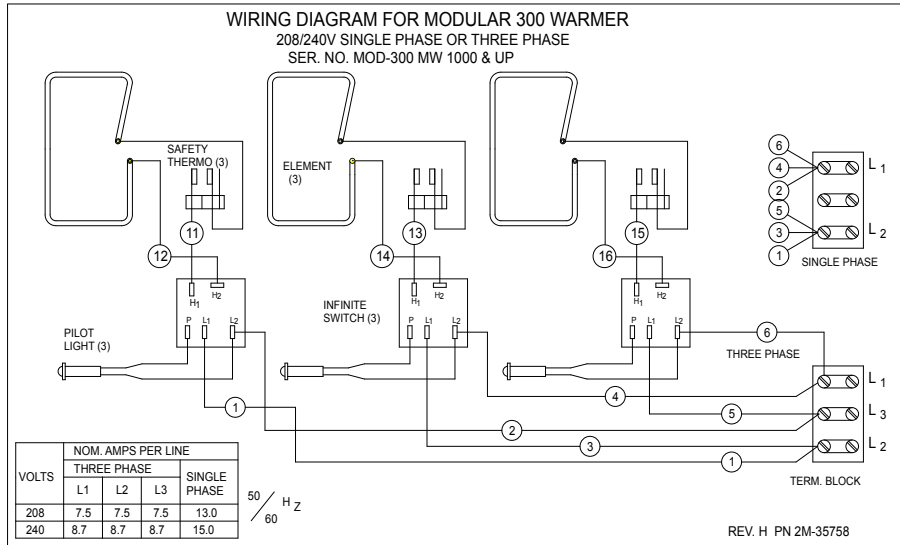 WIRING DIAGRAM FOR MODULAR 300 WARMER
208/240V SINGLE PHASE OR THREE PHASE
SER. NO. MOD-300 MW 1000 & UP
SAFETY
THERMO (3)
ELEMENT
(3)
11
12
13
14
15
16
H1
H2
P
L1
L2
H1
H2
P
L1
L2
H1
H2
P
L1
L2
INFINITE
SWITCH (3)
PILOT
LIGHT (3)
6
4
2
5
3
1
L 1
L 2
SINGLE PHASE
6
THREE PHASE
4
5
2
3
1
1
L 1
L 3
L 2
TERM. BLOCK
NOM. AMPS PER LINE
VOLTS
THREE PHASE
SINGLE
PHASE
L1 L2 L3
208 7.5 7.5 7.5 13.0
240 8.7 8.7 8.7 15.0
50/60 HZ
REV. H PN 2M-35758